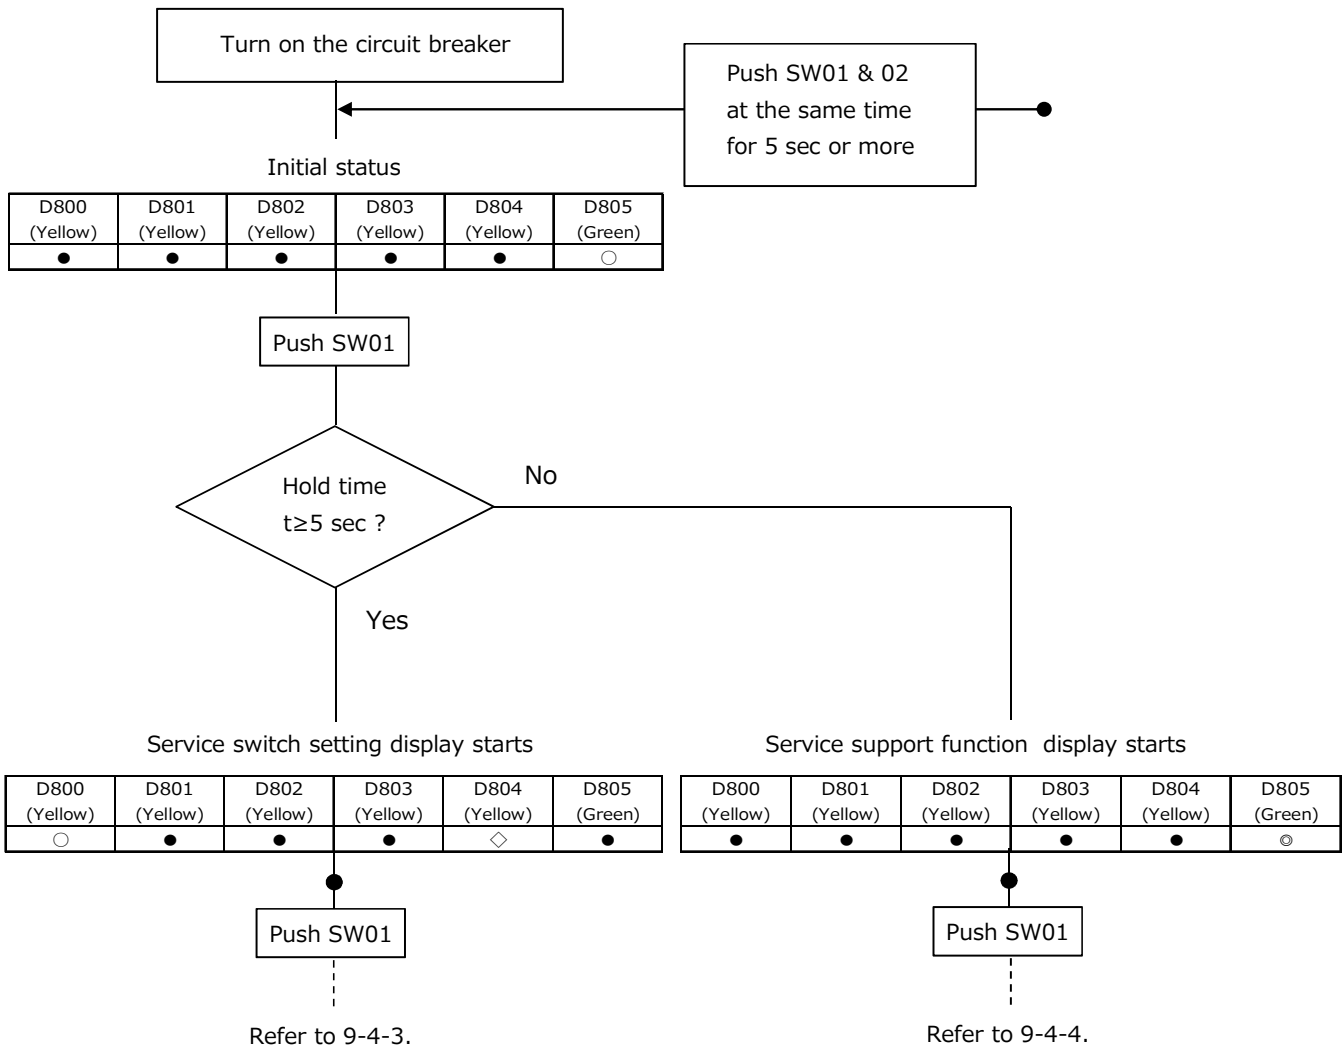 Turn on the circuit breaker
Push SW01 & 02
at the same time
for 5 sec or more
Initial status
D800 D801 D802 D803 D804 D805
(Yellow) (Yellow) (Yellow) (Yellow) (Yellow) (Green)
● ● ● ● ● ○
Push SW01
Hold time
t≥5 sec ?
No
Yes
Service switch setting display starts
D800 D801 D802 D803 D804 D805
(Yellow) (Yellow) (Yellow) (Yellow) (Yellow) (Green)
○ ● ● ● ◇ ●
Push SW01
Refer to 9-4-3.
Service support function display starts
D800 D801 D802 D803 D804 D805
(Yellow) (Yellow) (Yellow) (Yellow) (Yellow) (Green)
● ● ● ● ● ◎
Push SW01
Refer to 9-4-4.